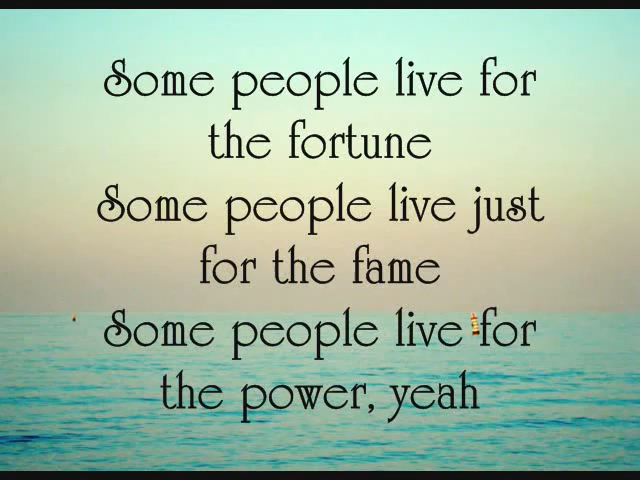 Some people live for
the fortune
Some people live just
for the fame
Some people live for
the power, yeah